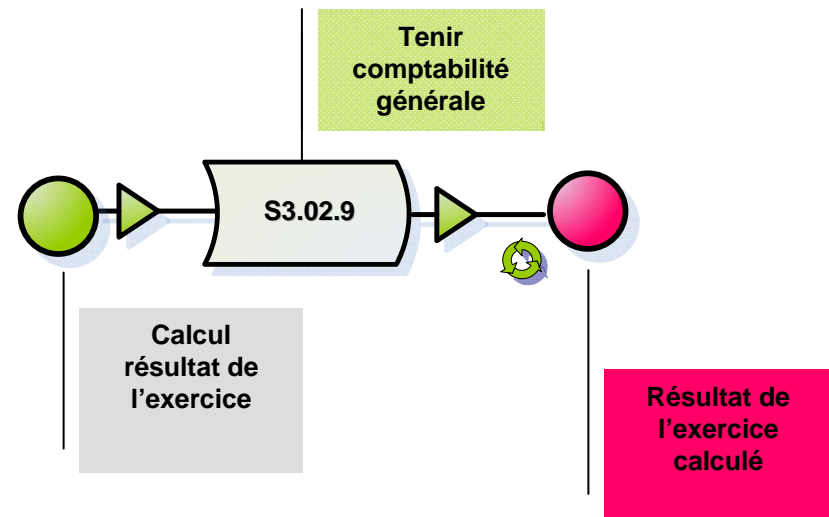 Tenir
comptabilité
générale
S3.02.9
Calcul
résultat de
l’exercice
Résultat de
l’exercice
calculé